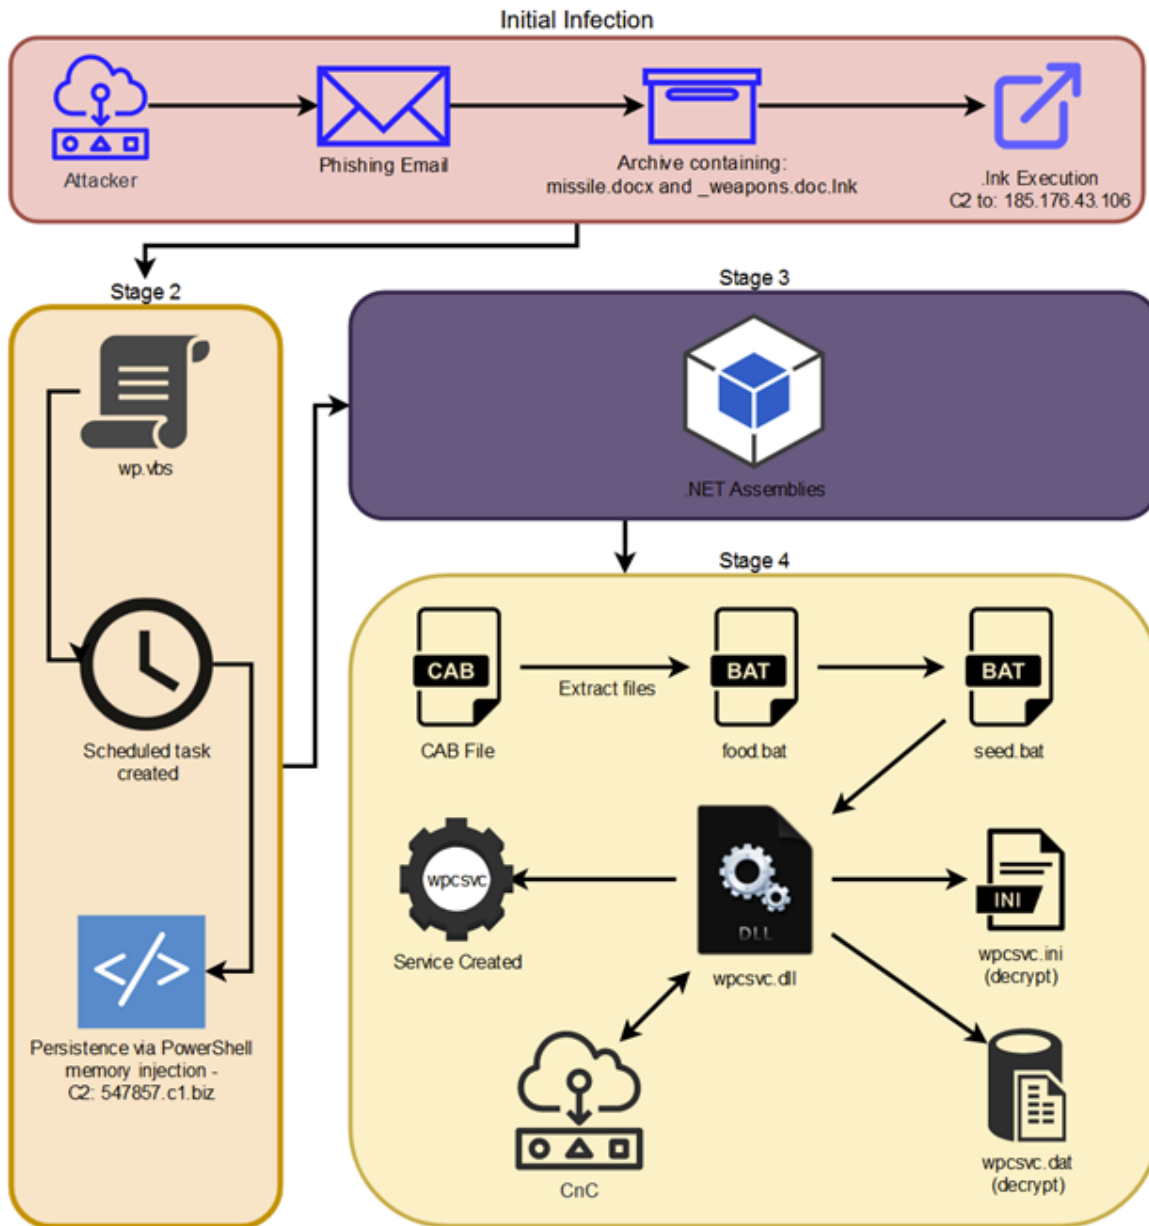 Initial Infection
Attacker
Phishing Email
Archive containing:
missile.docx and _weapons.doc.lnk
.lnk Execution
C2 to: 185.176.43.106
Stage 2
wp.vbs
Scheduled task
created
Persistence via PowerShell
memory injection -
C2: 547857.c1.biz
Stage 3
.NET Assemblies
Stage 4
CAB
Extract files
BAT
BAT
CAB File
food.bat
seed.bat
wpcsvc
DLL
INI
Service Created
wpcsvc.dll
wpcsvc.ini
(decrypt)
CnC
wpcsvc.dat
(decrypt)